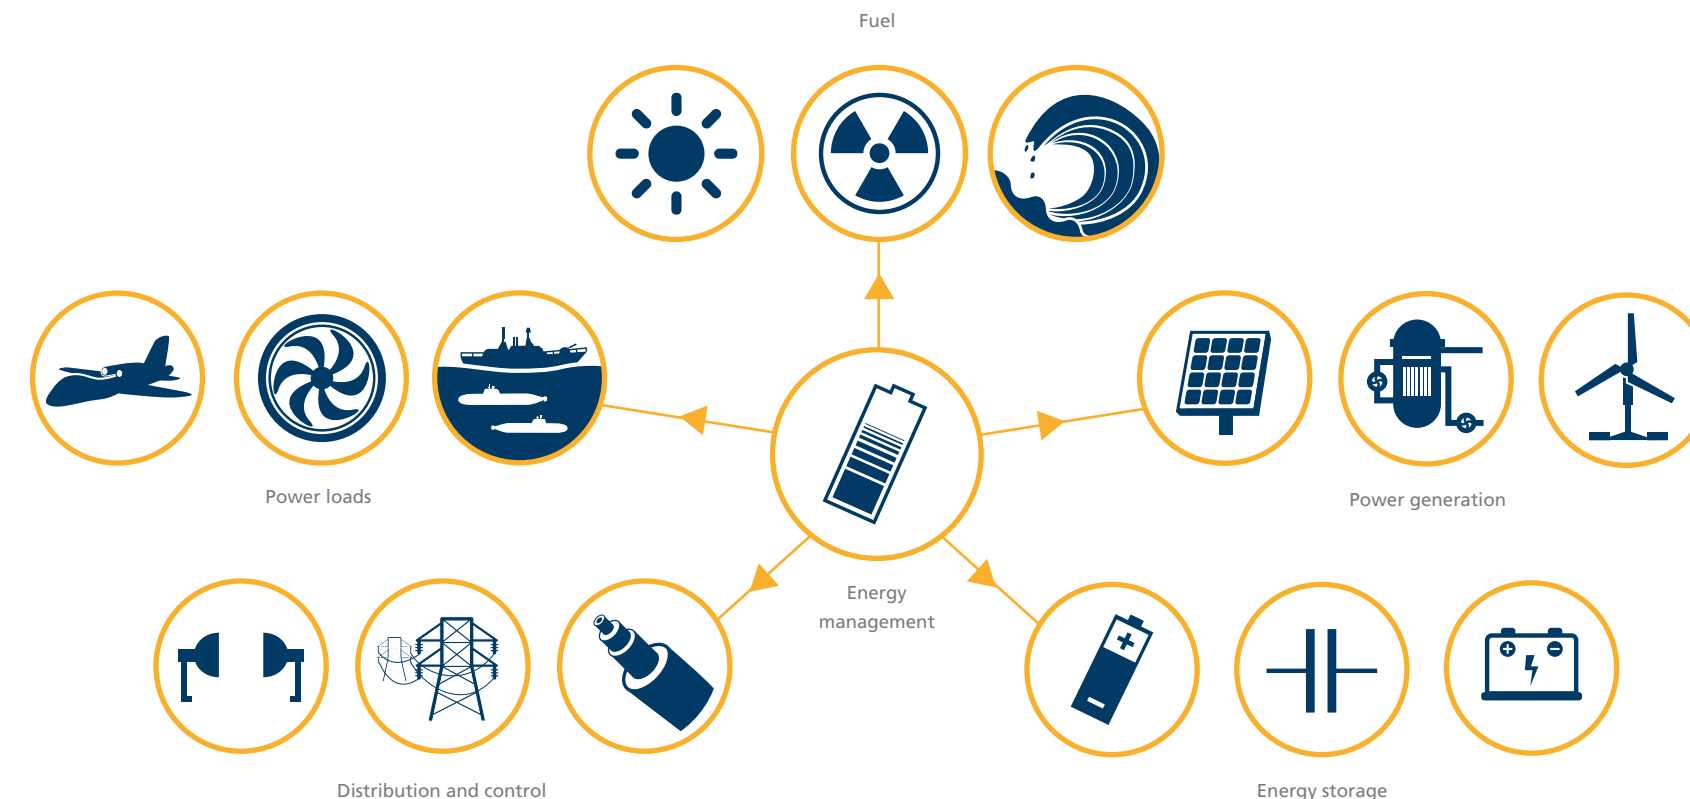 Fuel
Power loads
Power generation
Energy
management
Distribution and control
Energy storage